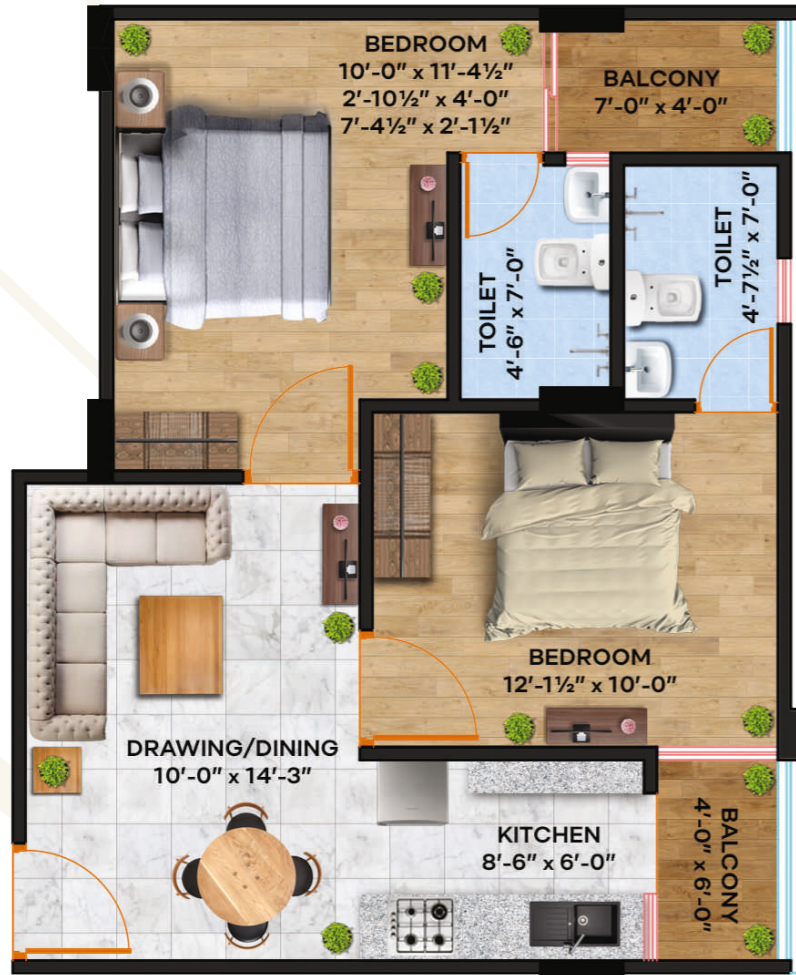 BEDROOM
10′-0″ x 11′-4½″
2′-10½″ x 4′-0″
7′-4½″ x 2′-1½″
BALCONY
7′-0″ x 4′-0″
TOILET
4′-6″ x 7′-0″
TOILET
4′-7½″ x 7′-0″
BEDROOM
12′-1½″ x 10′-0″
DRAWING/DINING
10′-0″ x 14′-3″
KITCHEN
8′-6″ x 6′-0″
BALCONY
4′-0″ x 6′-0″